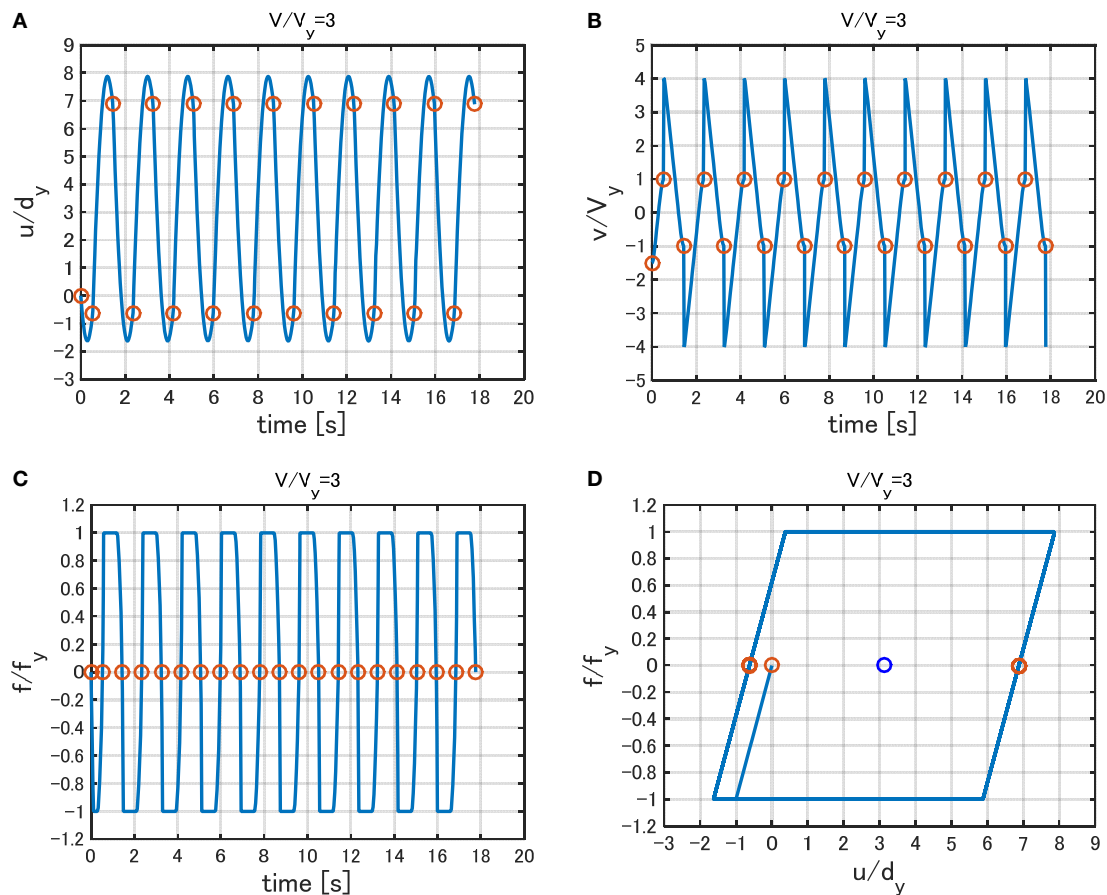 A
V/V_y=3
9
8
7
6
5
4
3
2
1
0
-1
-2
-3
u/d_y
0 2 4 6 8 10 12 14 16 18 20
time [s]
B
V/V_y=3
5
4
3
2
1
0
-1
-2
-3
-4
-5
v/V_y
0 2 4 6 8 10 12 14 16 18 20
time [s]
C
V/V_y=3
1.2
1
0.8
0.6
0.4
0.2
0
-0.2
-0.4
-0.6
-0.8
-1
-1.2
f/f_y
0 2 4 6 8 10 12 14 16 18 20
time [s]
D
V/V_y=3
1.2
1
0.8
0.6
0.4
0.2
0
-0.2
-0.4
-0.6
-0.8
-1
-1.2
f/f_y
-3 -2 -1 0 1 2 3 4 5 6 7 8 9
u/d_y